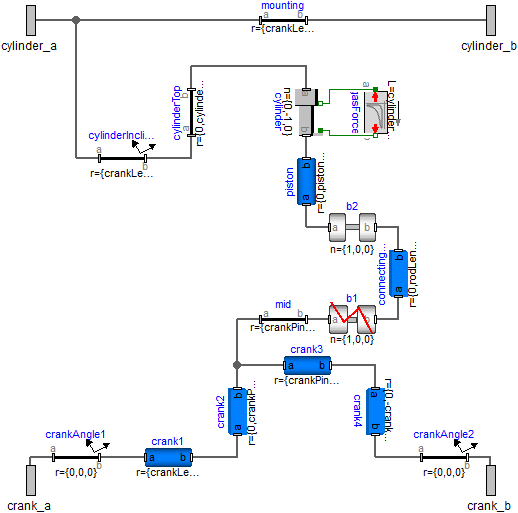 mounting
a b
r={crankLe...
cylinder_a
cylinder_b
cylinderTop
a b
r={0,cylinde...
cylinderIncli...
a b
r={crankLe...
cylinder
n={0,-1,0}
a b
gasForce
L=cylinder...
a b
piston
a b
r={0,piston...
b2
a b
n={1,0,0}
connecting...
a b
r={0,rodLen...
mid
a b
r={crankPin...
b1
a b
n={1,0,0}
crank3
a b
r={crankPin...
crank2
a b
r={0,crankP...
crank4
a b
r={0,-crank...
crankAngle1
a b
r={0,0,0}
crank1
a b
r={crankLe...
crankAngle2
a b
r={0,0,0}
crank_a
crank_b